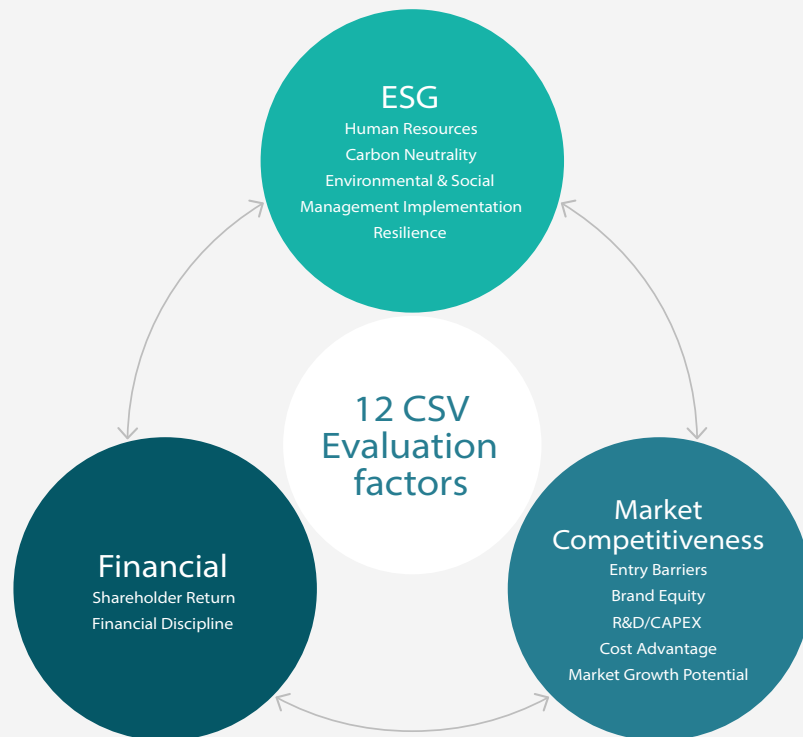 ESG
Human Resources
Carbon Neutrality
Environmental & Social
Management Implementation
Resilience
12 CSV
Evaluation
factors
Financial
Shareholder Return
Financial Discipline
Market
Competitiveness
Entry Barriers
Brand Equity
R&D/CAPEX
Cost Advantage
Market Growth Potential